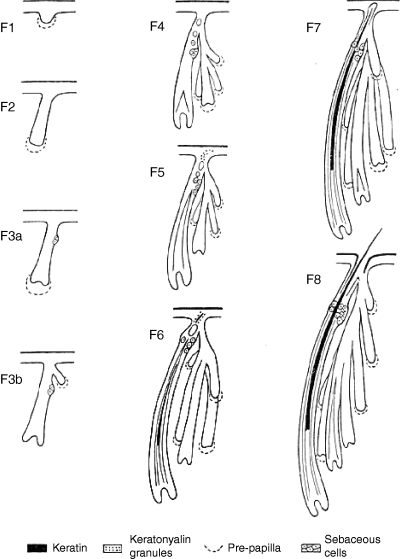 F1
F4
F7
F2
F5
F3a
F8
F6
F3b
Keratin
Keratonyalin
granules
Pre-papilla
Sebaceous
cells